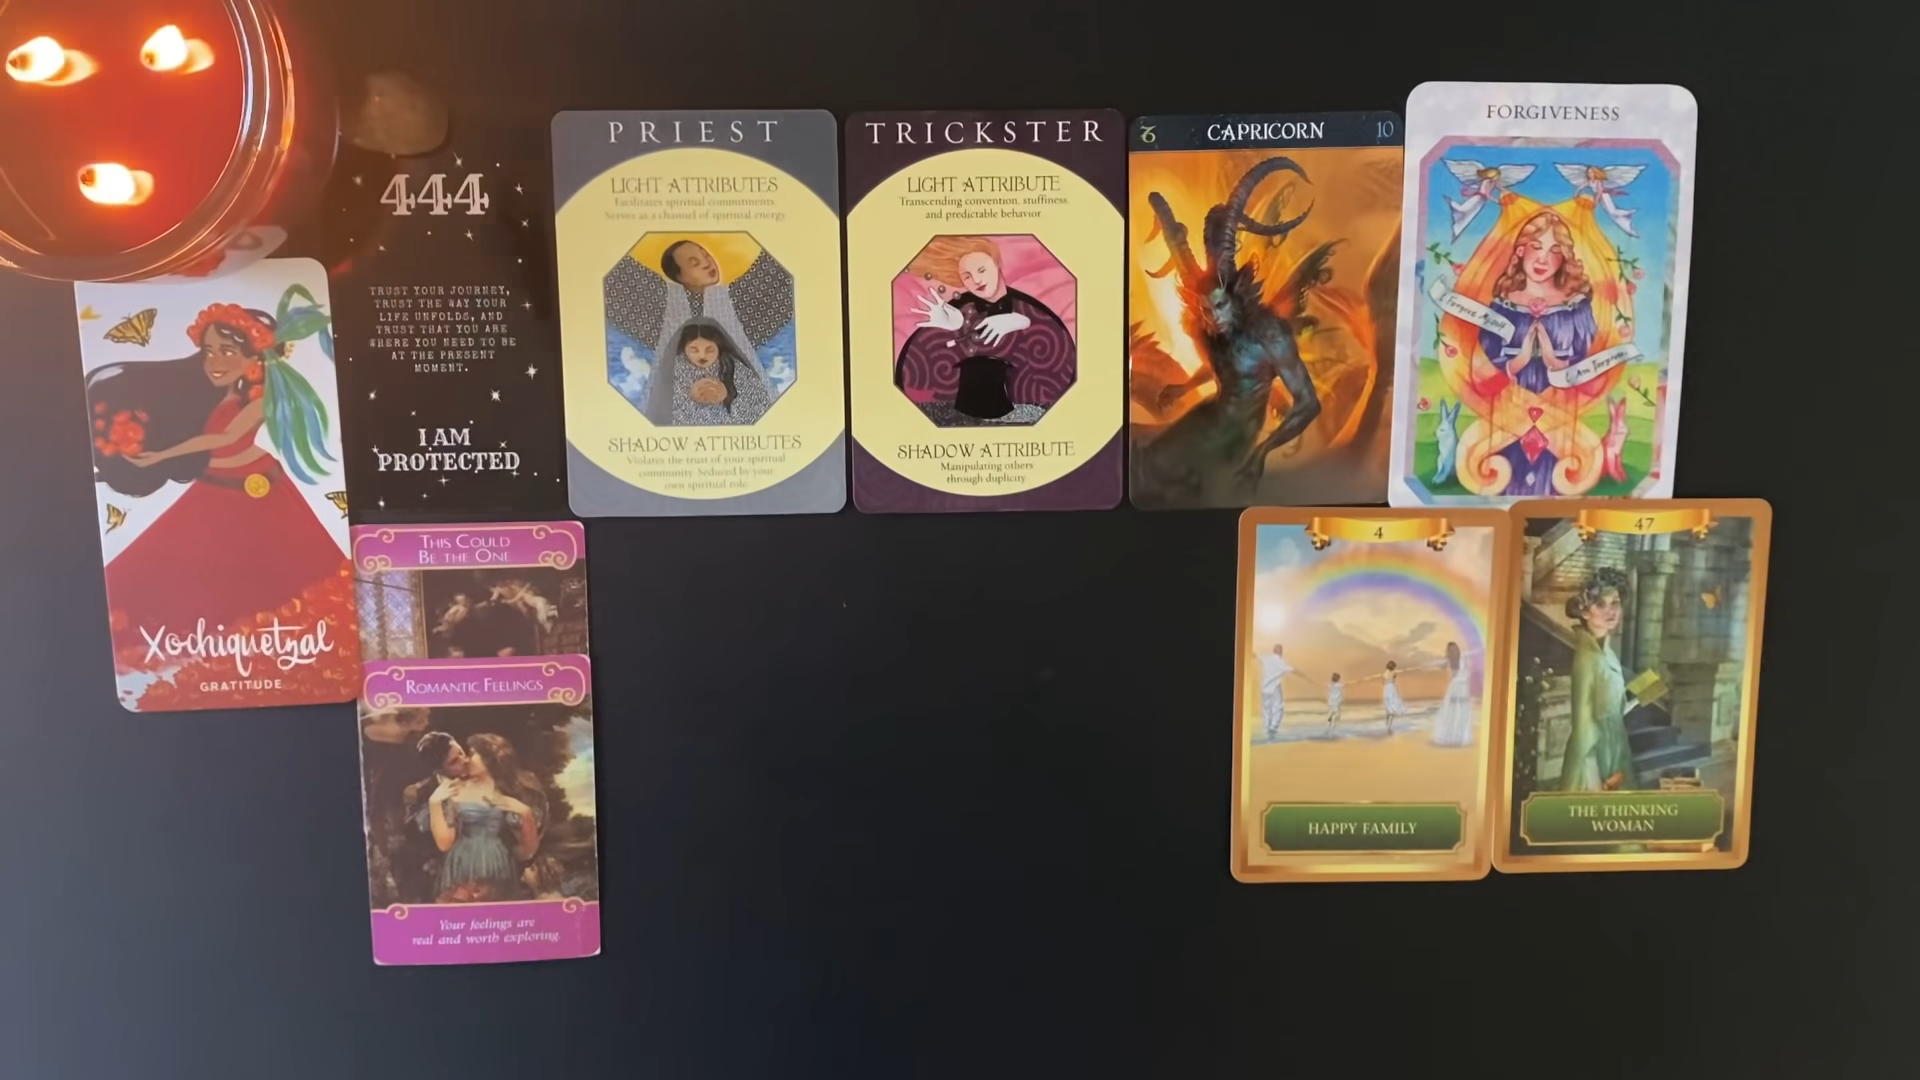 444
TRUST YOUR JOURNEY,
TRUST THE WAY YOUR
LIFE UNFOLDS, AND
TRUST THAT YOU ARE
WHERE YOU NEED TO BE
AT THE PRESENT
MOMENT.
I AM
PROTECTED
PRIEST
LIGHT ATTRIBUTES
Facilitates spiritual commitments.
Serves as a channel of spiritual energy.
SHADOW ATTRIBUTES
Violates the trust of your spiritual
community. Seduced by your
own spiritual role.
TRICKSTER
LIGHT ATTRIBUTE
Transcending convention, stuffiness,
and predictable behavior
SHADOW ATTRIBUTE
Manipulating others
through duplicity
CAPRICORN 10
FORGIVENESS
I Forgive Myself
I Am Forgiven
Xochiquetzal
GRATITUDE
THIS COULD
BE THE ONE
ROMANTIC FEELINGS
Your feelings are
real and worth exploring.
4
HAPPY FAMILY
47
THE THINKING
WOMAN